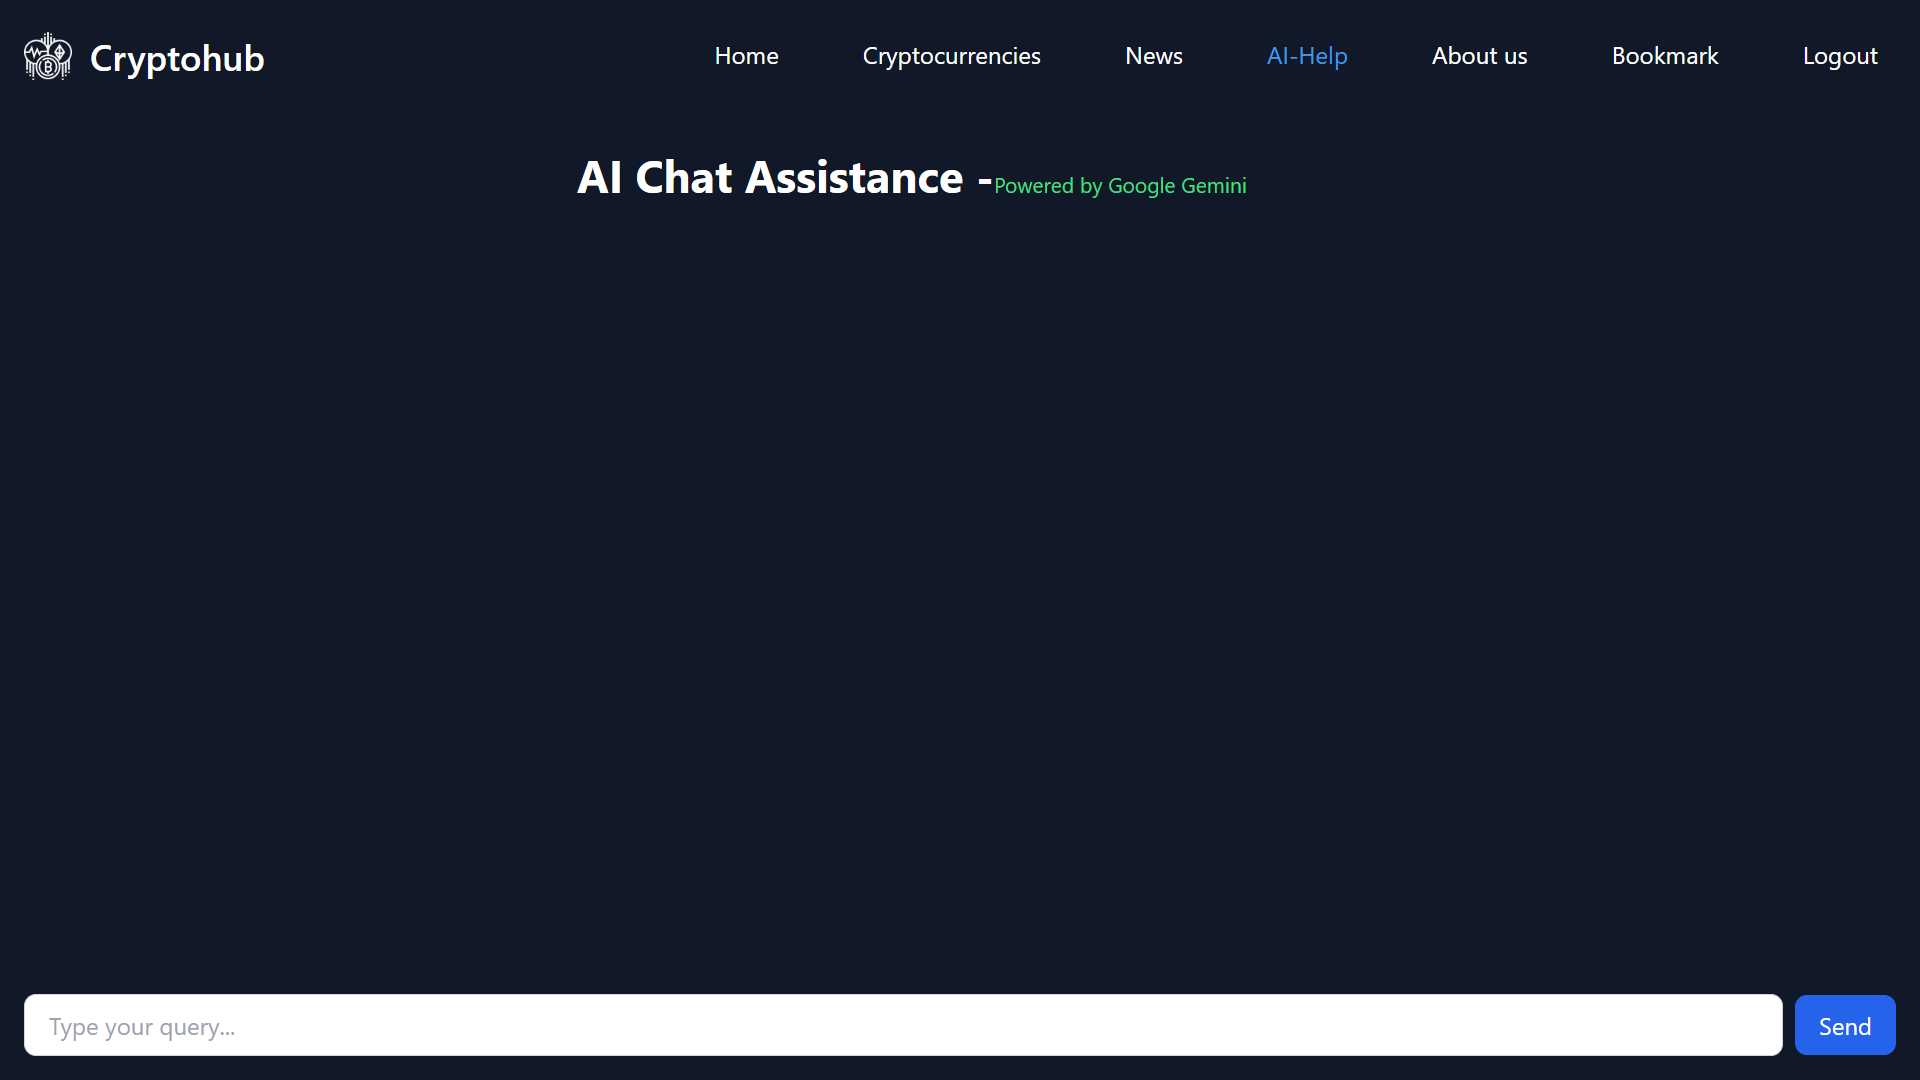 Cryptohub
Home Cryptocurrencies News AI-Help About us Bookmark Logout
AI Chat Assistance -Powered by Google Gemini
Type your query...
Send